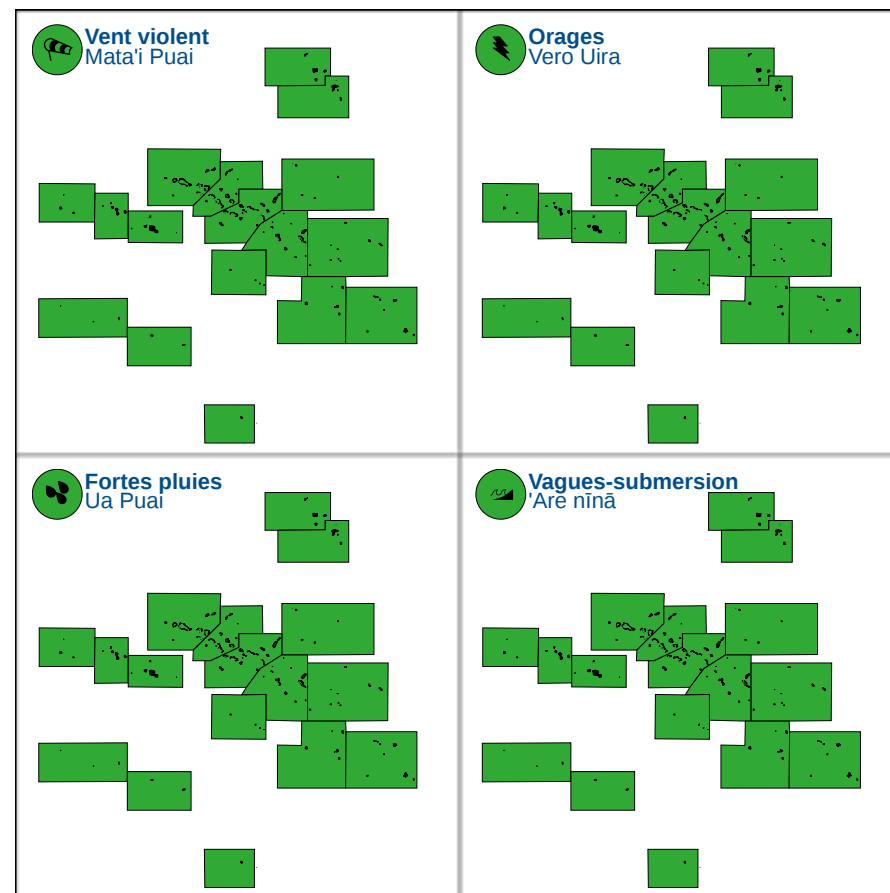 Vent violent
Mata'i Puai
Orages
Vero Uira
Fortes pluies
Ua Puai
Vagues-submersion
'Are nīnā